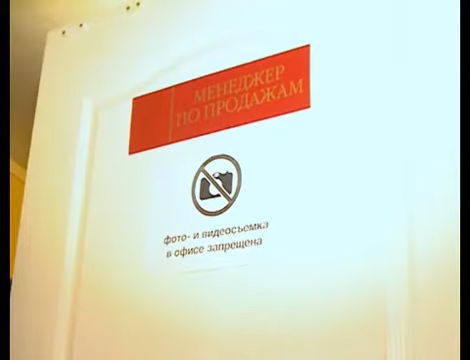 МЕНЕДЖЕР
ПО ПРОДАЖАМ
фото- и видеосъемка
в офисе запрещена